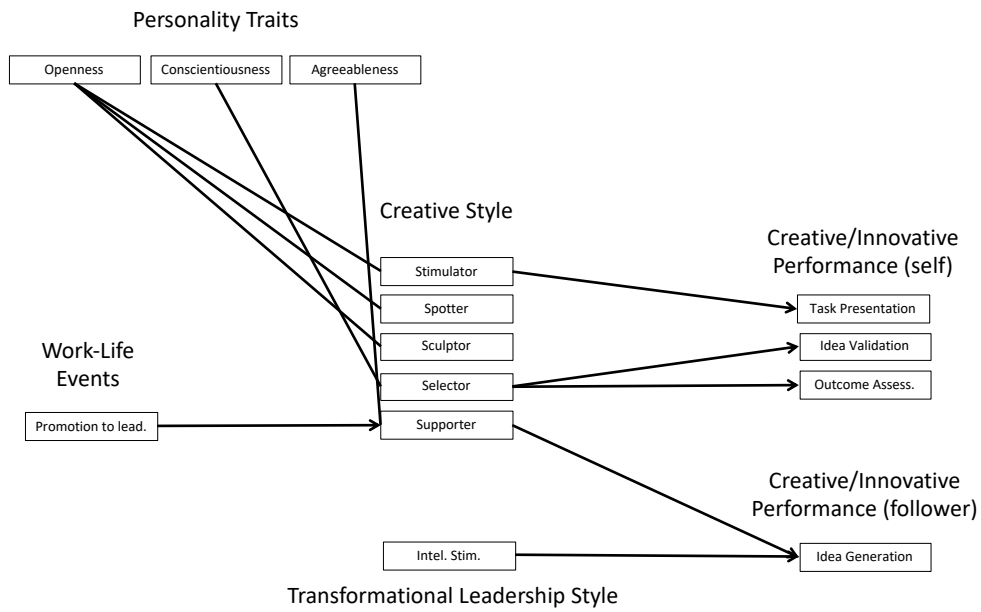 Personality Traits
Openness
Conscientiousness
Agreeableness
Creative Style
Stimulator
Spotter
Sculptor
Selector
Supporter
Work-Life
Events
Promotion to lead.
Creative/Innovative
Performance (self)
Task Presentation
Idea Validation
Outcome Assess.
Creative/Innovative
Performance (follower)
Idea Generation
Intel. Stim.
Transformational Leadership Style